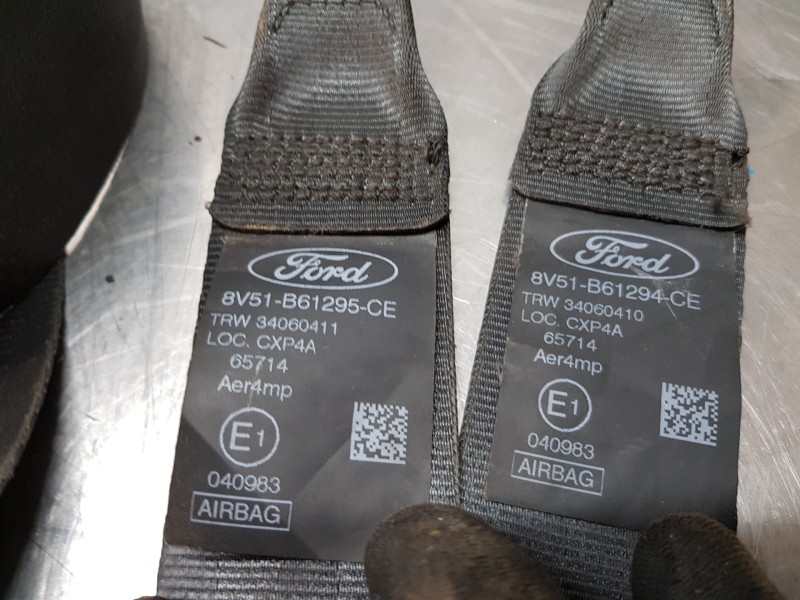 Ford
8V51-B61295-CE
TRW 34060411
LOC. CXP4A
65714
Aer4mp
E1
040983
AIRBAG
Ford
8V51-B61294-CE
TRW 34060410
LOC. CXP4A
65714
Aer4mp
E1
040983
AIRBAG